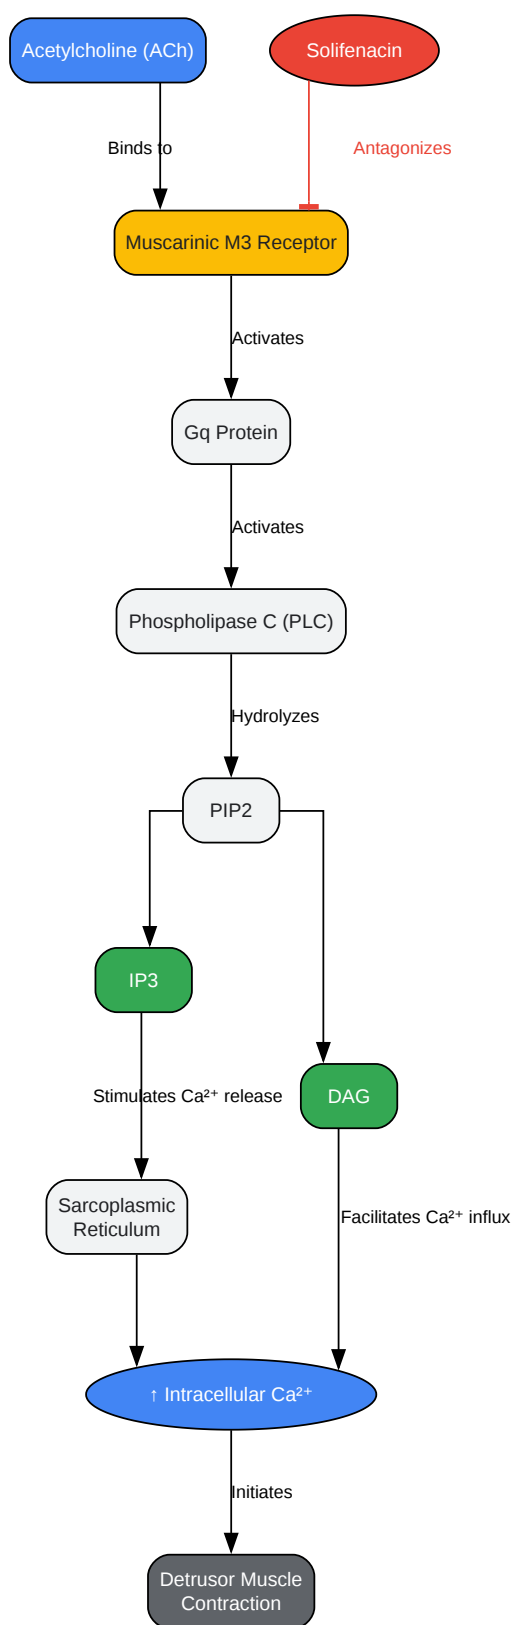 Acetylcholine (ACh)
Solifenacin
Binds to
Antagonizes
Muscarinic M3 Receptor
Activates
Gq Protein
Activates
Phospholipase C (PLC)
Hydrolyzes
PIP2
IP3
DAG
Stimulates Ca²⁺ release
Sarcoplasmic
Reticulum
Facilitates Ca²⁺ influx
↑ Intracellular Ca²⁺
Initiates
Detrusor Muscle
Contraction